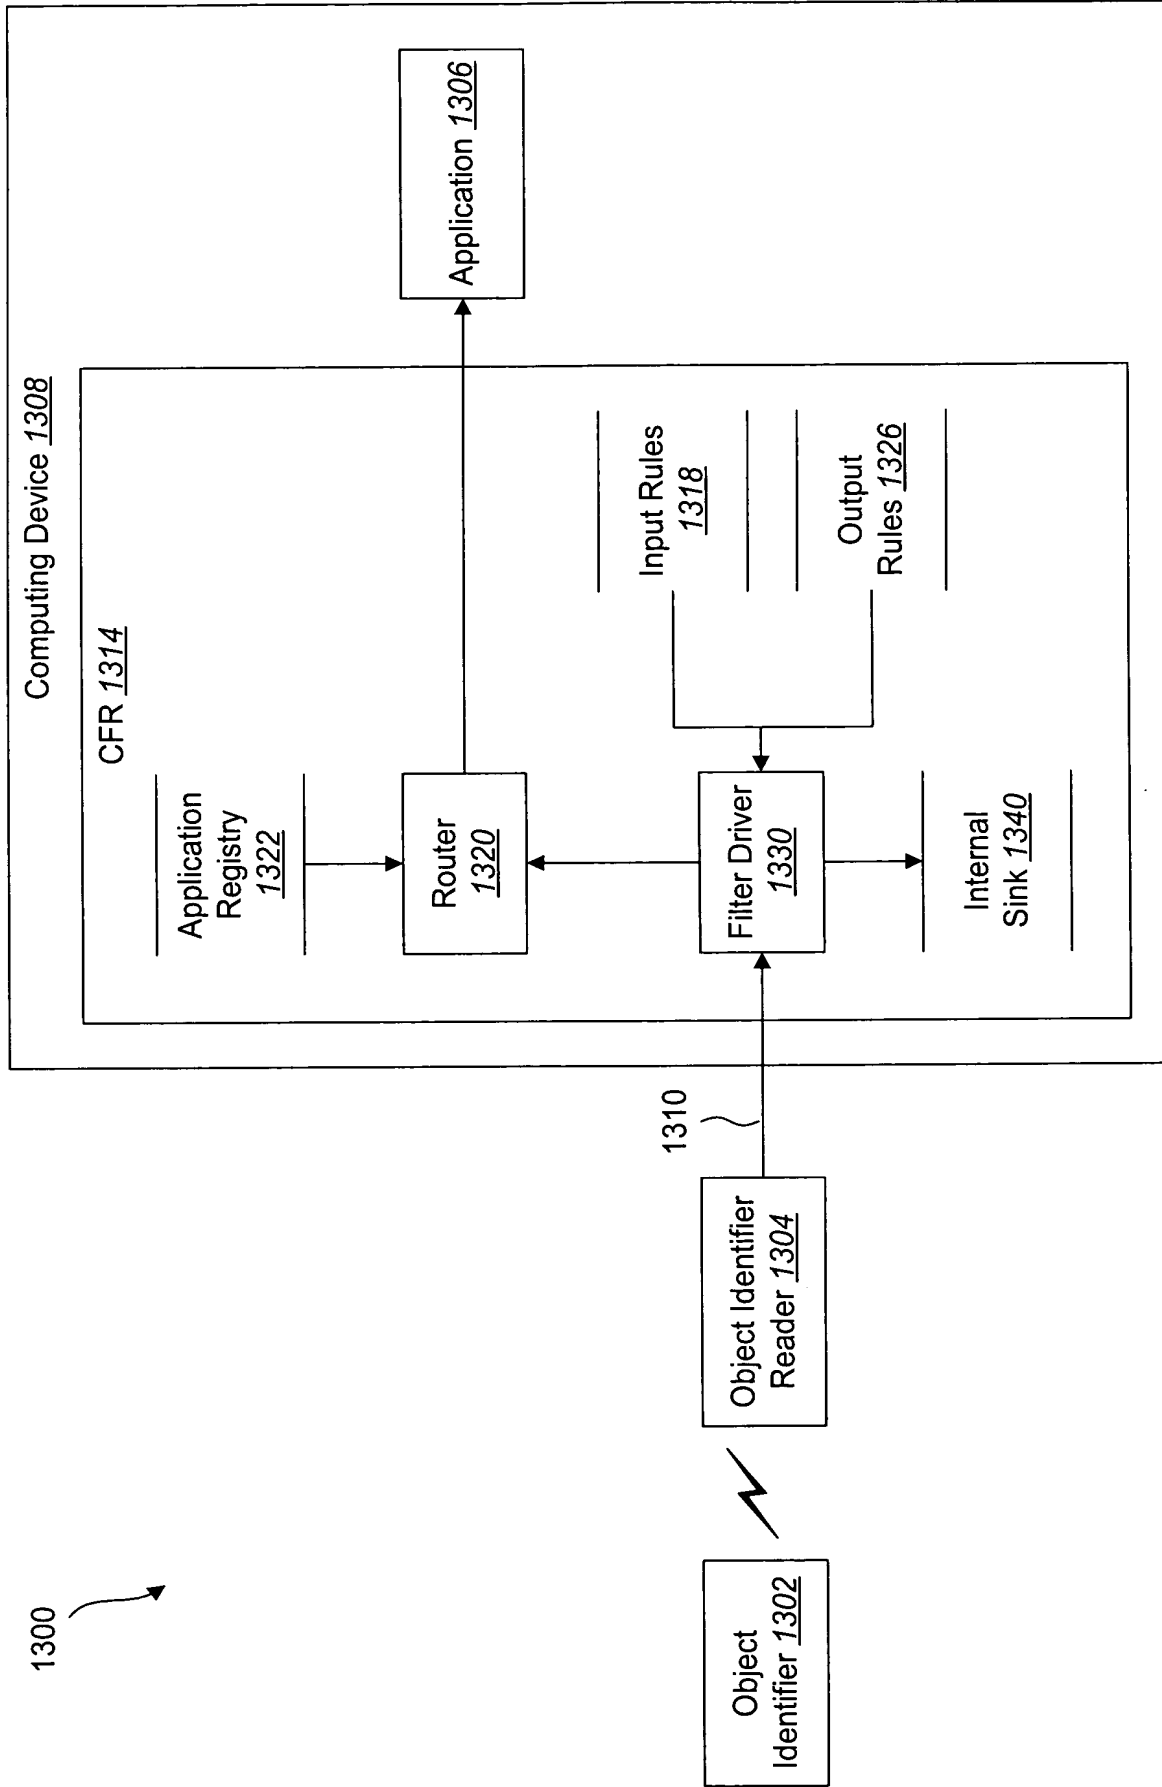 1300
Computing Device 1308
CFR 1314
Application
Registry
1322
Router
1320
Application 1306
Input Rules
1318
Output
Rules 1326
Filter Driver
1330
Internal
Sink 1340
1310
Object Identifier
Reader 1304
Object
Identifier 1302